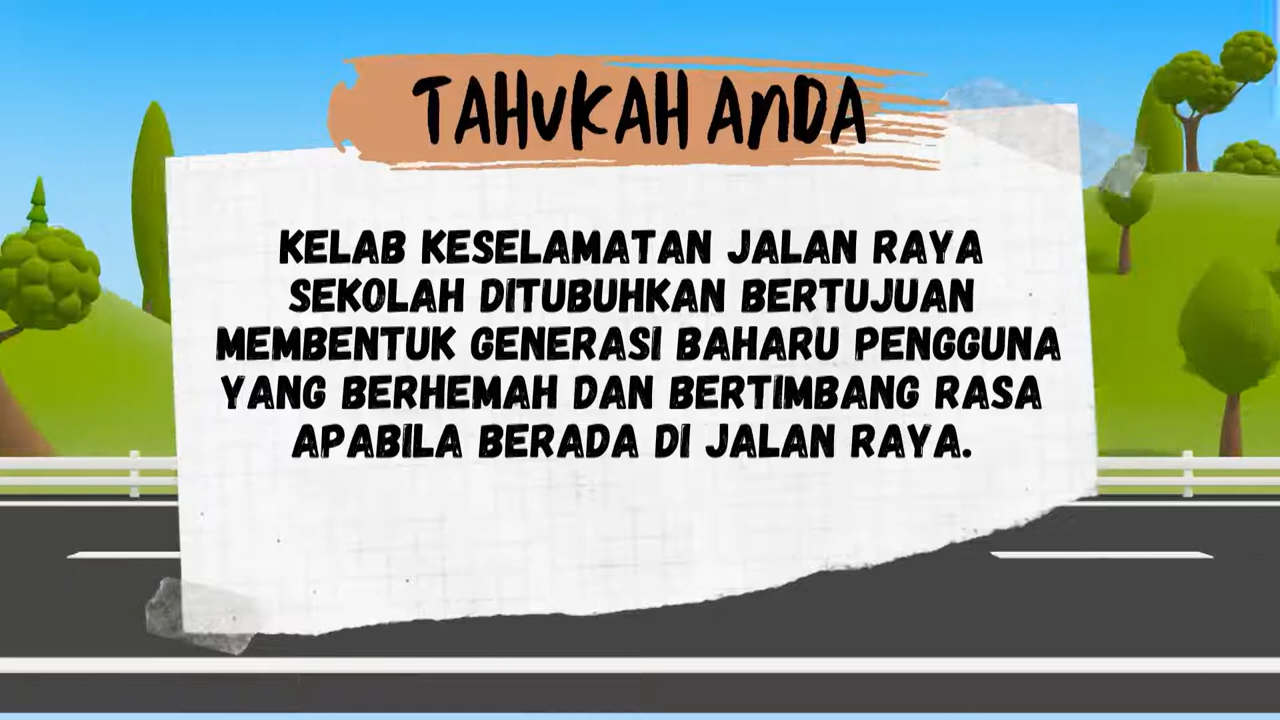 TAHUKAH ANDA
KELAB KESELAMATAN JALAN RAYA
SEKOLAH DITUBUHKAN BERTUJUAN
MEMBENTUK GENERASI BAHARU PENGGUNA
YANG BERHEMAH DAN BERTIMBANG RASA
APABILA BERADA DI JALAN RAYA.